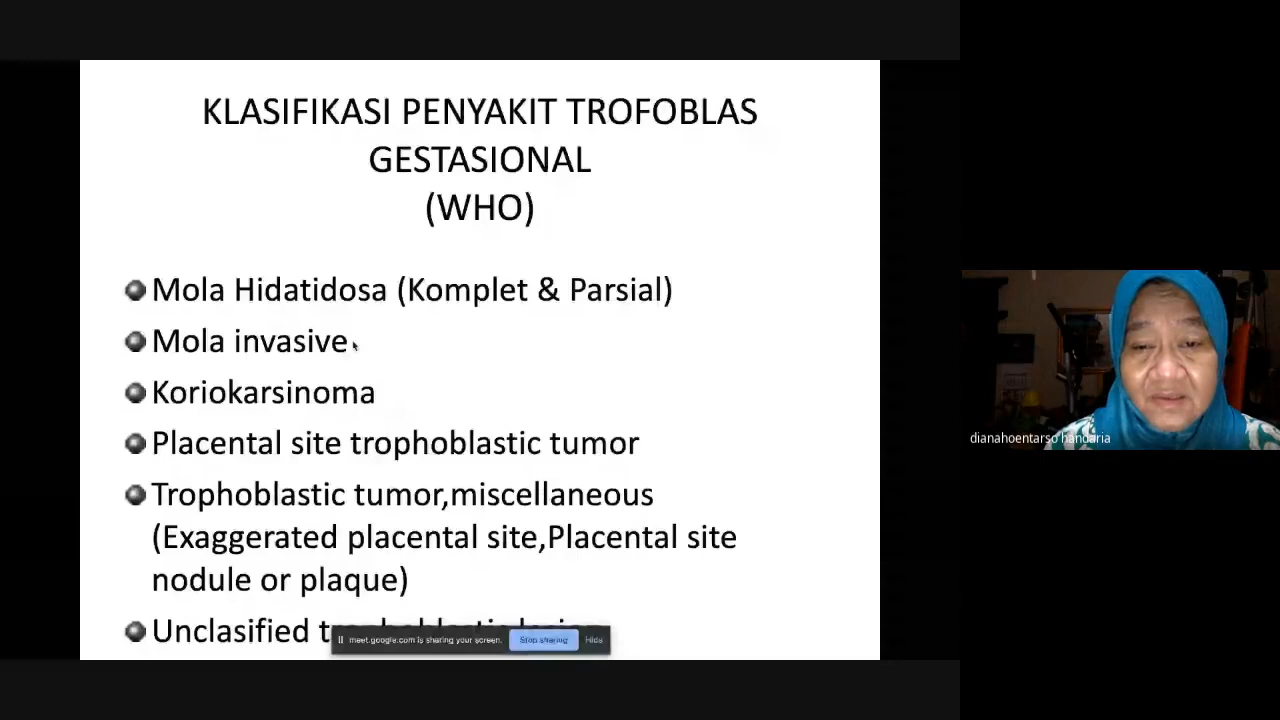 KLASIFIKASI PENYAKIT TROFOBLAS
GESTASIONAL
(WHO)
Mola Hidatidosa (Komplet & Parsial)
Mola invasive
Koriokarsinoma
Placental site trophoblastic tumor
Trophoblastic tumor,miscellaneous
(Exaggerated placental site,Placental site
nodule or plaque)
Unclasified
meet.google.com is sharing your screen.
Stop sharing
Hide
dianahoentarso handaria